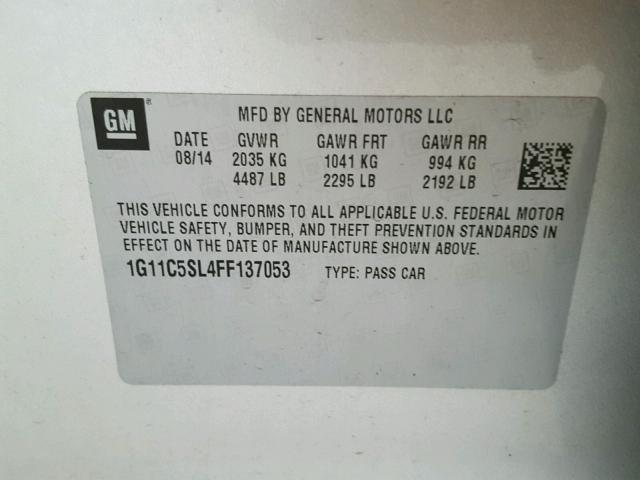 GM
MFD BY GENERAL MOTORS LLC
DATE GVWR GAWR FRT GAWR RR
08/14 2035 KG 1041 KG 994 KG
4487 LB 2295 LB 2192 LB
THIS VEHICLE CONFORMS TO ALL APPLICABLE U.S. FEDERAL MOTOR
VEHICLE SAFETY, BUMPER, AND THEFT PREVENTION STANDARDS IN
EFFECT ON THE DATE OF MANUFACTURE SHOWN ABOVE.
1G11C5SL4FF137053 TYPE: PASS CAR